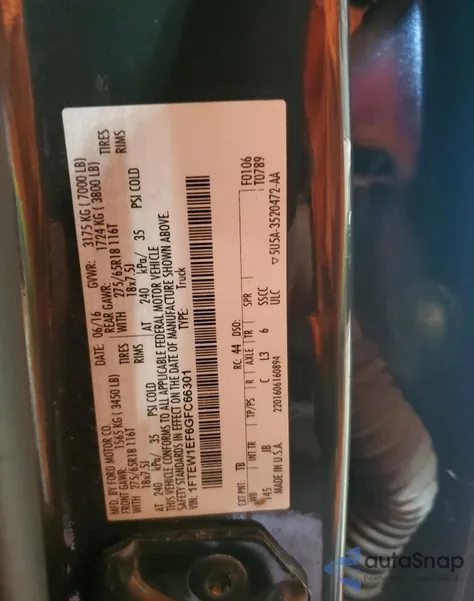 MFD. BY FORD MOTOR CO.
DATE: 06/16 GVWR: 3175 KG (7000 LB)
FRONT GAWR: 1565 KG (3450 LB) REAR GAWR: 1724 KG (3800 LB)
WITH 275/65R18 116T TIRES WITH 275/65R18 116T TIRES
18x7.5J RIMS 18x7.5J RIMS
AT 240 kPa/ 35 PSI COLD AT 240 kPa/ 35 PSI COLD
THIS VEHICLE CONFORMS TO ALL APPLICABLE FEDERAL MOTOR VEHICLE
SAFETY STANDARDS IN EFFECT ON THE DATE OF MANUFACTURE SHOWN ABOVE.
VIN: 1FTEW1EF6GFC66301 TYPE: Truck
F0106
T0789
EXT PNT: TB RC: 44 DSO:
WB INT TR TP/PS R AXLE TR SPR
145 JB C L3 6 SSCC
2201606160894 ULC
MADE IN U.S.A. 5U5A-3520472-AA
autaSnap